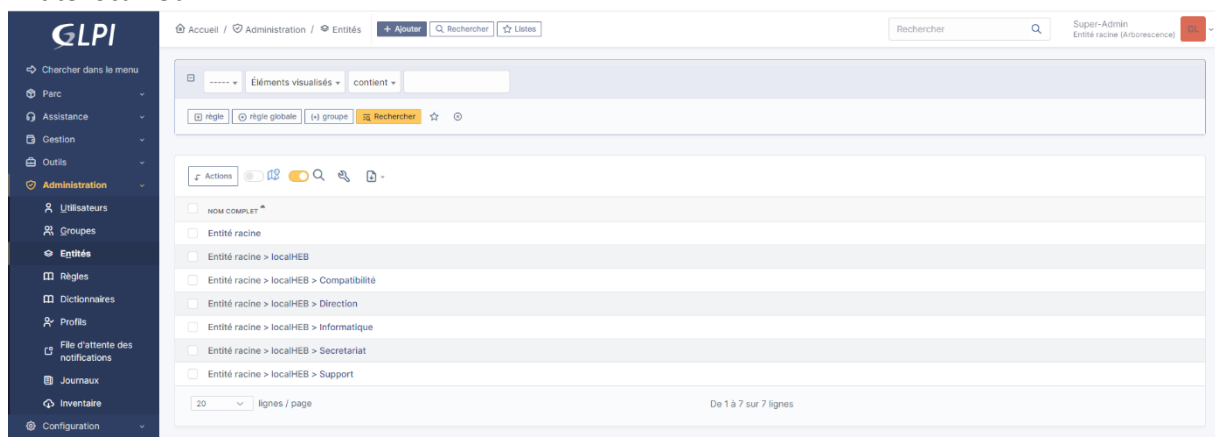 GLPI
Accueil / Administration / Entités + Ajouter Rechercher Listes
Rechercher
Super-Admin
Entité racine (Arborescence)
GL
Chercher dans le menu
Parc
Assistance
Gestion
Outils
Administration
Utilisateurs
Groupes
Entités
Règles
Dictionnaires
Profils
File d'attente des
notifications
Journaux
Inventaire
Configuration
----- Éléments visualisés contient
règle règle globale (+) groupe Rechercher
Actions
NOM COMPLET
Entité racine
Entité racine > localHEB
Entité racine > localHEB > Compatibilité
Entité racine > localHEB > Direction
Entité racine > localHEB > Informatique
Entité racine > localHEB > Secretariat
Entité racine > localHEB > Support
20 lignes / page
De 1 à 7 sur 7 lignes